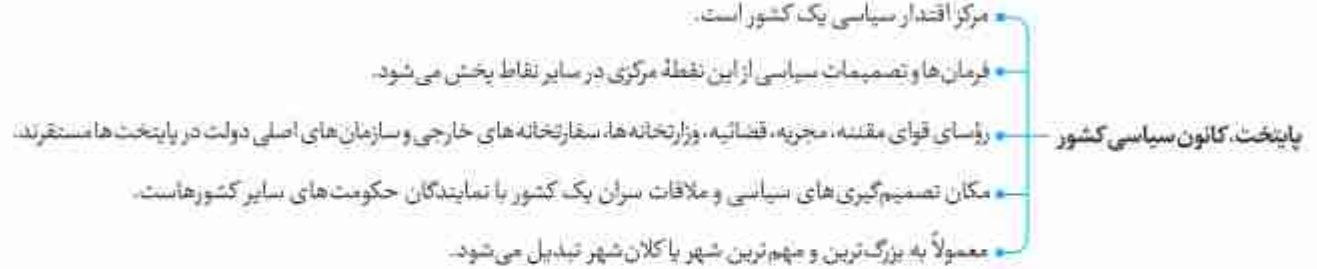 مرکز اقتدار سیاسی یک کشور است.
فرمان‌ها و تصمیمات سیاسی از این نقطهٔ مرکزی در سایر نقاط پخش می‌شود.
پایتخت، کانون سیاسی کشور
رؤسای قوای مقننه، مجریه، قضائیه، وزارتخانه‌ها، سفارتخانه‌های خارجی و سازمان‌های اصلی دولت در پایتخت‌ها مستقرند.
مکان تصمیم‌گیری‌های سیاسی و ملاقات سران یک کشور با نمایندگان حکومت‌های سایر کشورهاست.
معمولاً به بزرگ‌ترین و مهم‌ترین شهر یا کلان‌شهر تبدیل می‌شود.